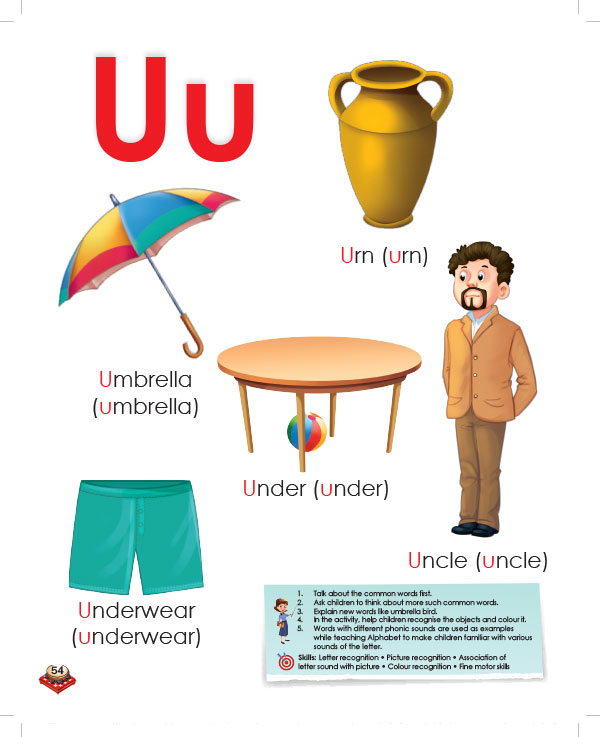 Uu
Urn (urn)
Umbrella
(umbrella)
Under (under)
Uncle (uncle)
Underwear
(underwear)
1. Talk about the common words first.
2. Ask children to think about more such common words.
3. Explain new words like umbrella bird.
4. In the activity, help children recognise the objects and colour it.
5. Words with different phonic sounds are used as examples
while teaching Alphabet to make children familiar with various
sounds of the letter.
Skills: Letter recognition • Picture recognition • Association of
letter sound with picture • Colour recognition • Fine motor skills
54